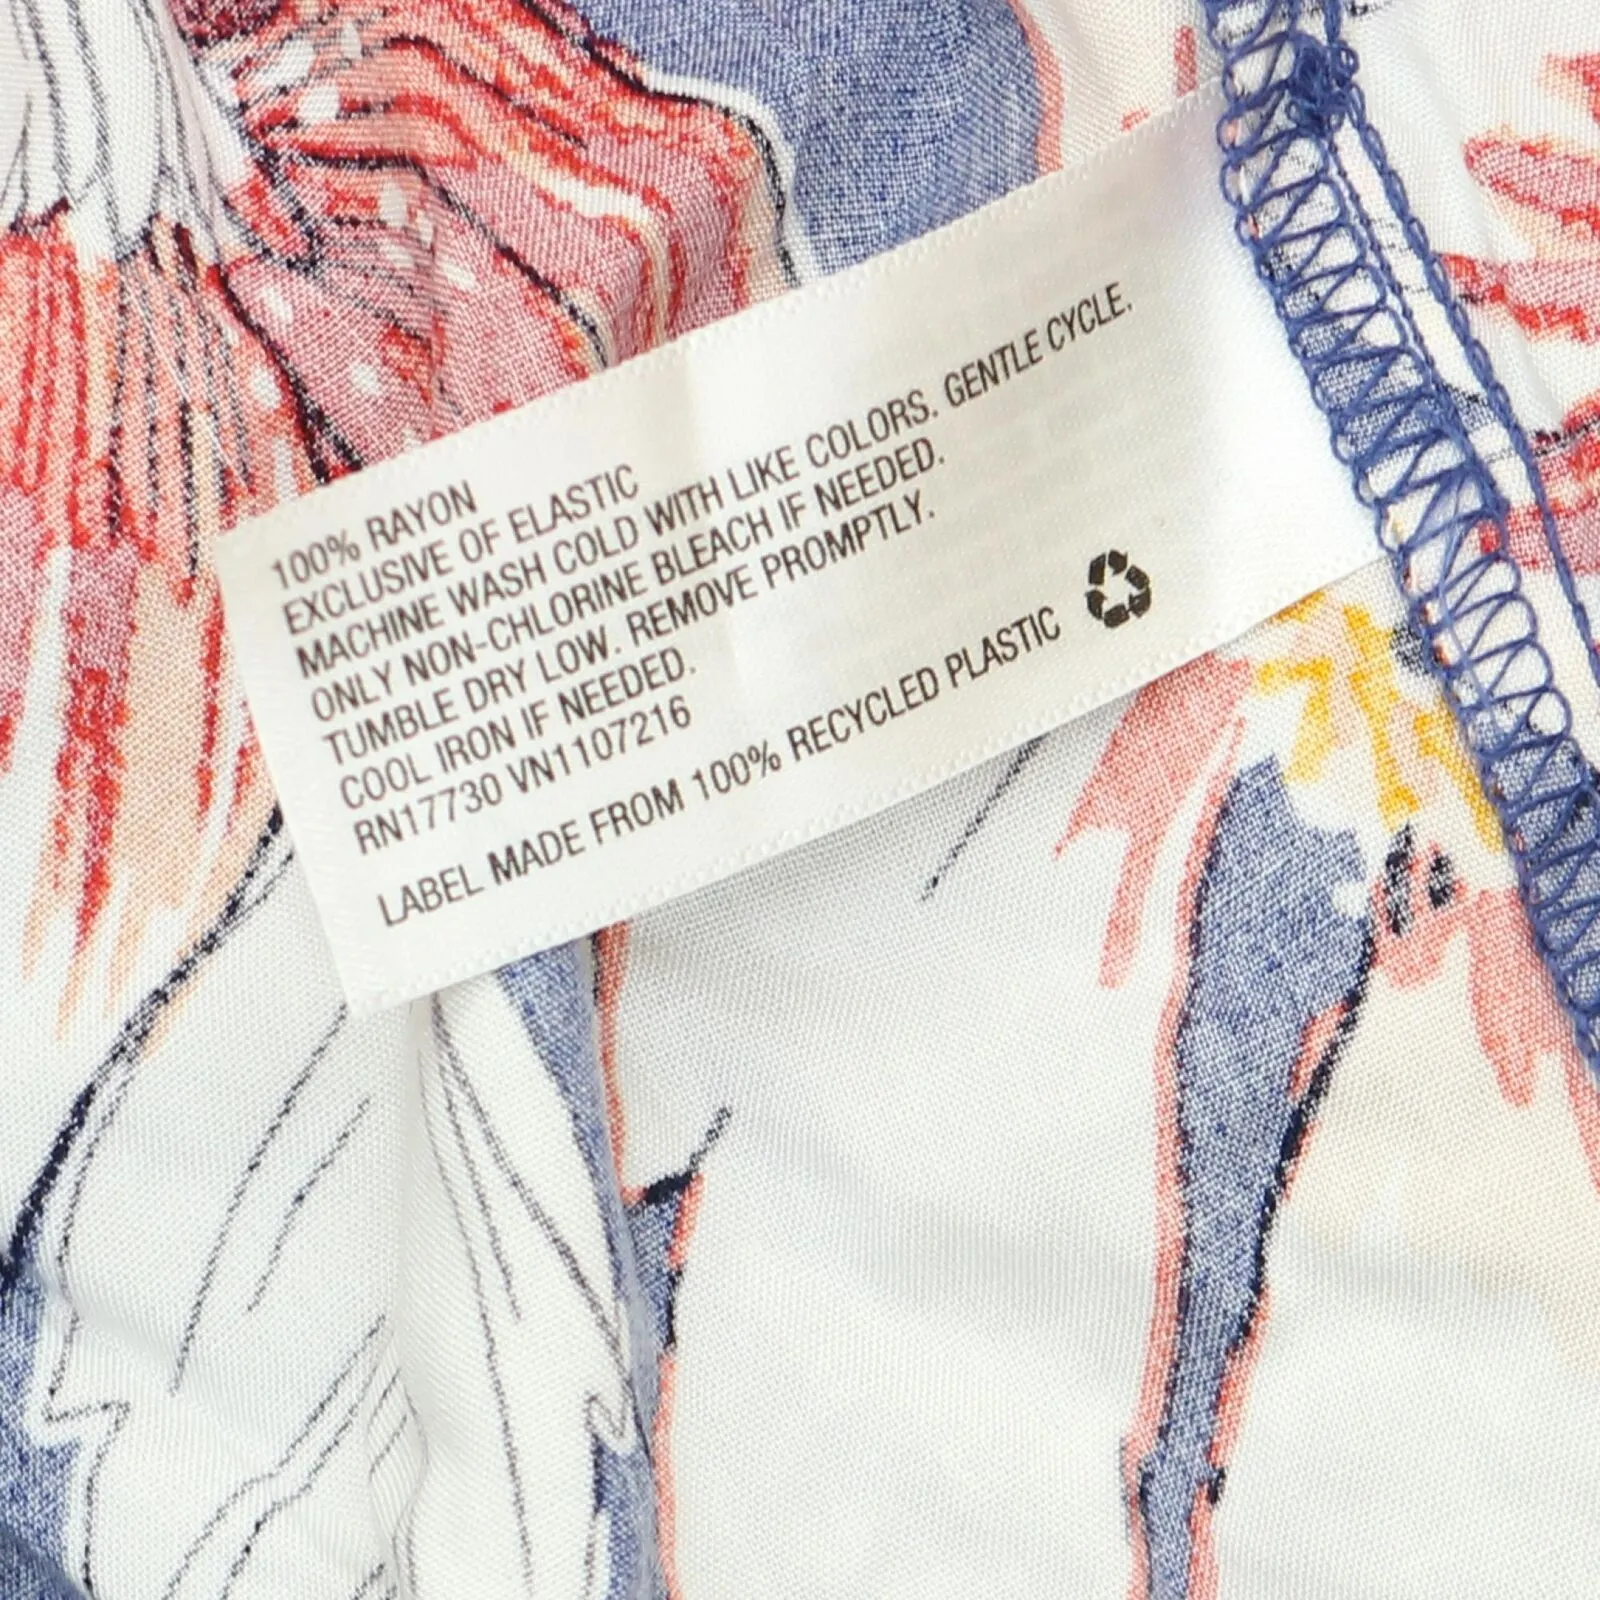 100% RAYON
EXCLUSIVE OF ELASTIC
MACHINE WASH COLD WITH LIKE COLORS. GENTLE CYCLE.
ONLY NON-CHLORINE BLEACH IF NEEDED.
TUMBLE DRY LOW. REMOVE PROMPTLY.
COOL IRON IF NEEDED.
RN17730 VN1107216
LABEL MADE FROM 100% RECYCLED PLASTIC